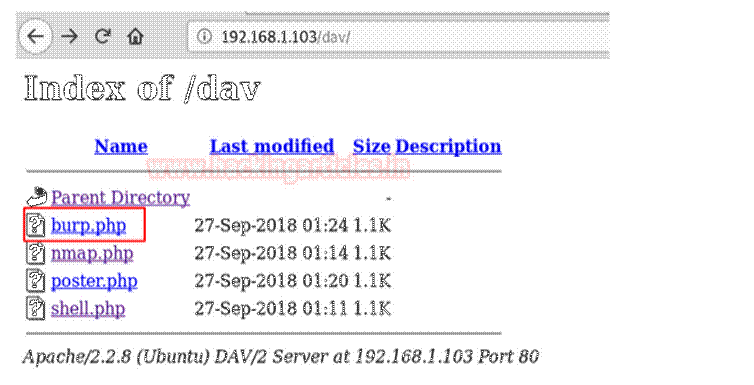 192.168.1.103/dav/
Index of /dav
Name Last modified Size Description
www.hackingarticles.in
Parent Directory -
burp.php 27-Sep-2018 01:24 1.1K
nmap.php 27-Sep-2018 01:14 1.1K
poster.php 27-Sep-2018 01:20 1.1K
shell.php 27-Sep-2018 01:11 1.1K
Apache/2.2.8 (Ubuntu) DAV/2 Server at 192.168.1.103 Port 80